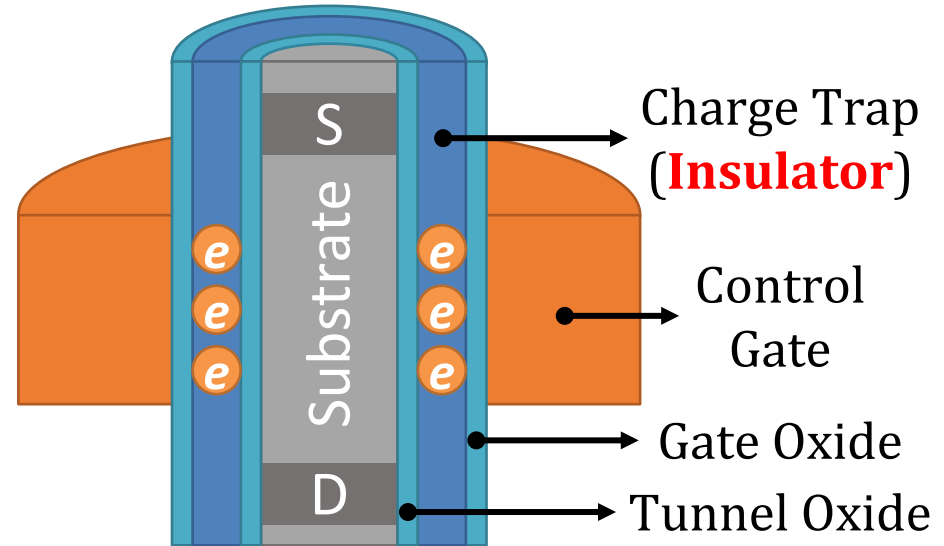 S
Substrate
D
e
e
e
e
e
e
Charge Trap
(Insulator)
Control
Gate
Gate Oxide
Tunnel Oxide